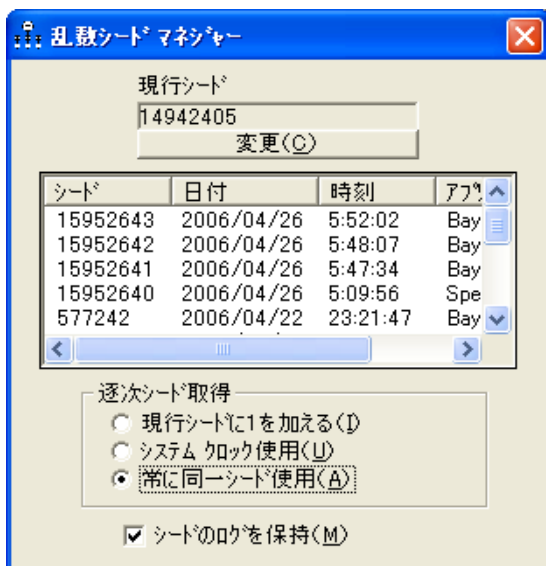 乱数シード マネジャー
現行シード
14942405
変更(C)
シード 日付 時刻
15952643 2006/04/26 5:52:02 Bay
15952642 2006/04/26 5:48:07 Bay
15952641 2006/04/26 5:47:34 Bay
15952640 2006/04/26 5:09:56 Spe
577242 2006/04/22 23:21:47 Bay
逐次シード取得
現行シードに1を加える(I)
システム クロック使用(U)
常に同一シード使用(A)
シードのログを保持(M)